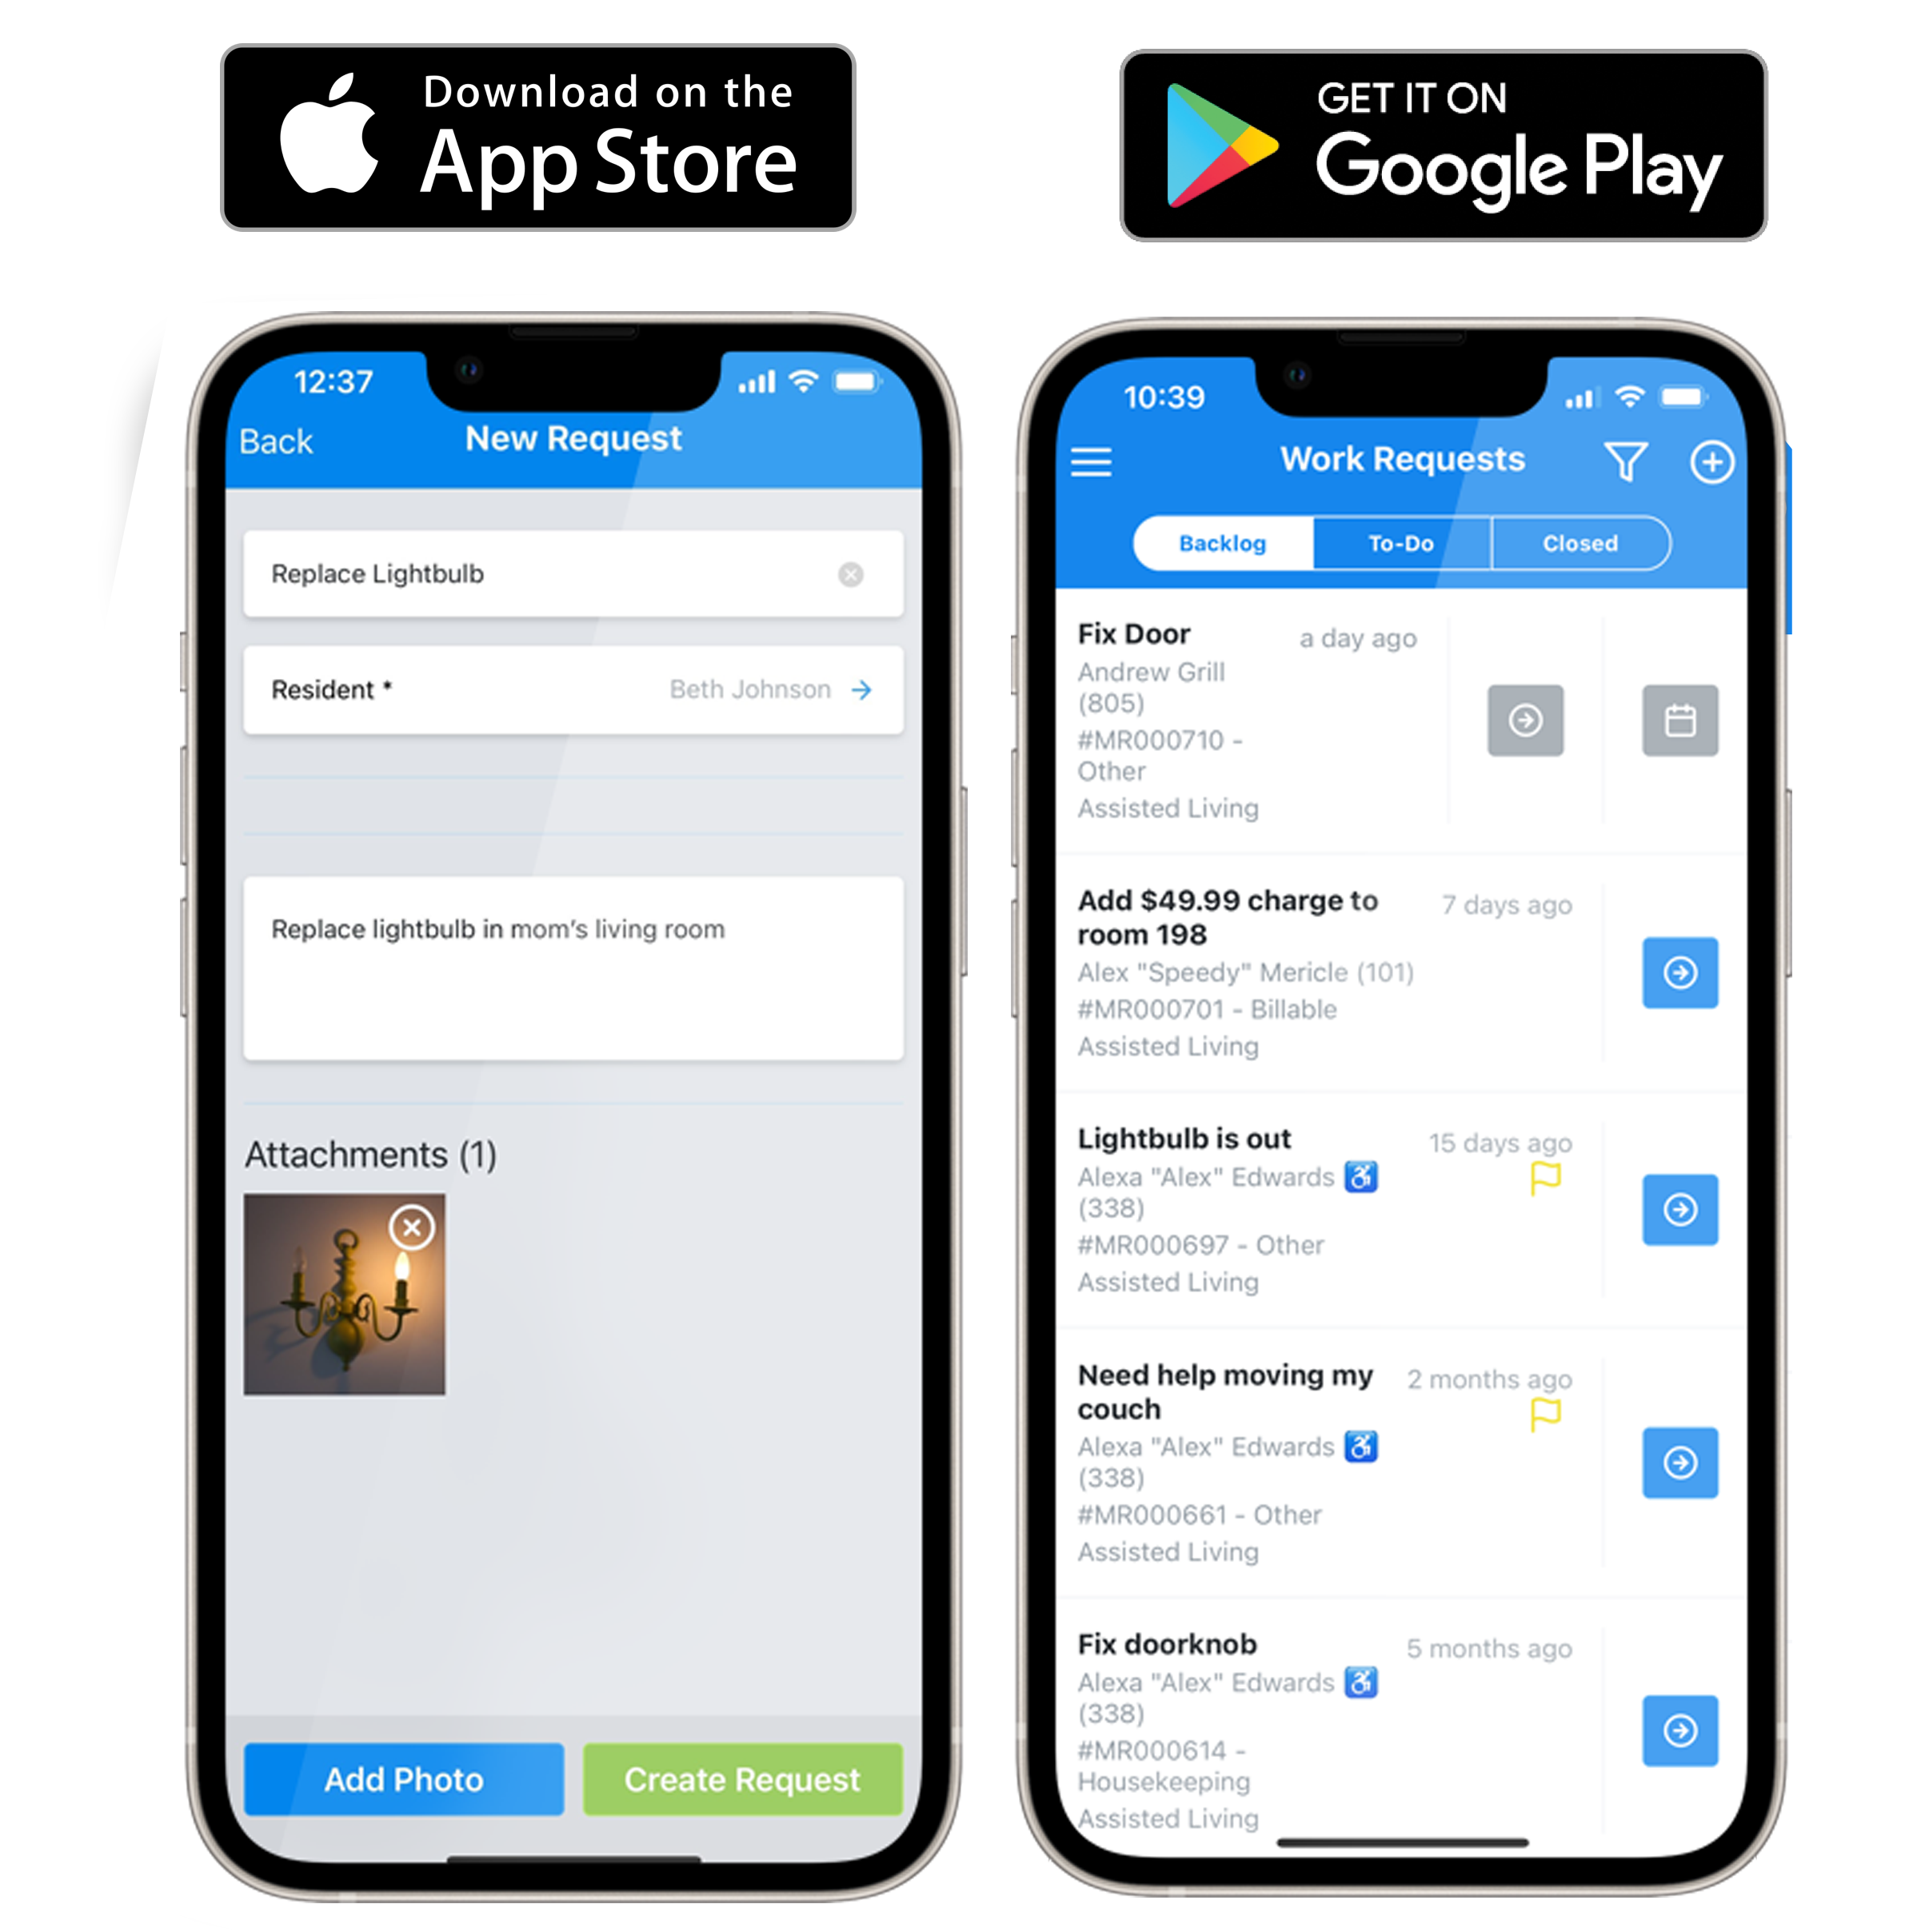 Download on the
App Store
GET IT ON
Google Play
12:37
Back
New Request
Replace Lightbulb
Resident *
Beth Johnson
Replace lightbulb in mom's living room
Attachments (1)
Add Photo
Create Request
10:39
Work Requests
Backlog
To-Do
Closed
Fix Door
a day ago
Andrew Grill
(805)
#MR000710 -
Other
Assisted Living
Add $49.99 charge to
room 198
7 days ago
Alex "Speedy" Mericle (101)
#MR000701 - Billable
Assisted Living
Lightbulb is out
15 days ago
Alexa "Alex" Edwards ♿
(338)
#MR000697 - Other
Assisted Living
Need help moving my
couch
2 months ago
Alexa "Alex" Edwards ♿
(338)
#MR000661 - Other
Assisted Living
Fix doorknob
5 months ago
Alexa "Alex" Edwards ♿
(338)
#MR000614 -
Housekeeping
Assisted Living